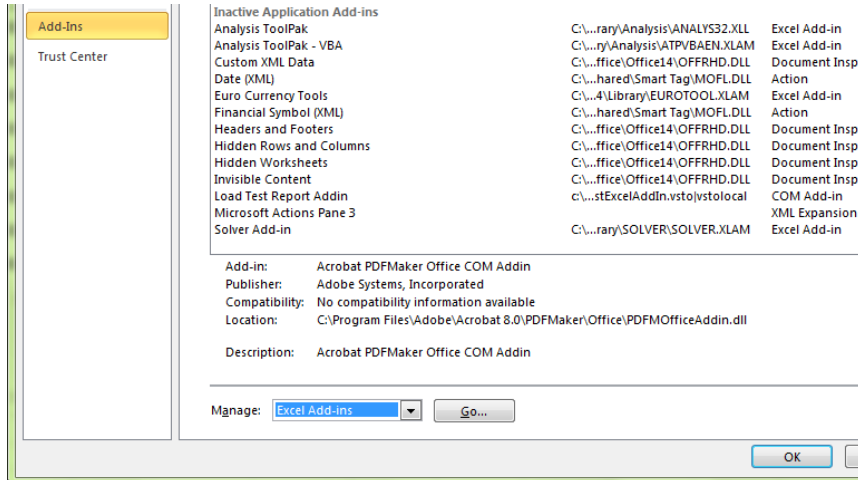 Add-Ins
Trust Center
Inactive Application Add-ins
Analysis ToolPak C:\...rary\Analysis\ANALYS32.XLL Excel Add-in
Analysis ToolPak - VBA C:\...ry\Analysis\ATPVBAEN.XLAM Excel Add-in
Custom XML Data C:\...ffice\Office14\OFFRHD.DLL Document Insp
Date (XML) C:\...hared\Smart Tag\MOFL.DLL Action
Euro Currency Tools C:\...4\Library\EUROTOOL.XLAM Excel Add-in
Financial Symbol (XML) C:\...hared\Smart Tag\MOFL.DLL Action
Headers and Footers C:\...ffice\Office14\OFFRHD.DLL Document Insp
Hidden Rows and Columns C:\...ffice\Office14\OFFRHD.DLL Document Insp
Hidden Worksheets C:\...ffice\Office14\OFFRHD.DLL Document Insp
Invisible Content C:\...ffice\Office14\OFFRHD.DLL Document Insp
Load Test Report Addin c:\...stExcelAddIn.vsto|vstolocal COM Add-in
Microsoft Actions Pane 3 XML Expansion
Solver Add-in C:\...rary\SOLVER\SOLVER.XLAM Excel Add-in
Add-in: Acrobat PDFMaker Office COM Addin
Publisher: Adobe Systems, Incorporated
Compatibility: No compatibility information available
Location: C:\Program Files\Adobe\Acrobat 8.0\PDFMaker\Office\PDFMOfficeAddin.dll
Description: Acrobat PDFMaker Office COM Addin
Manage: Excel Add-ins Go...
OK